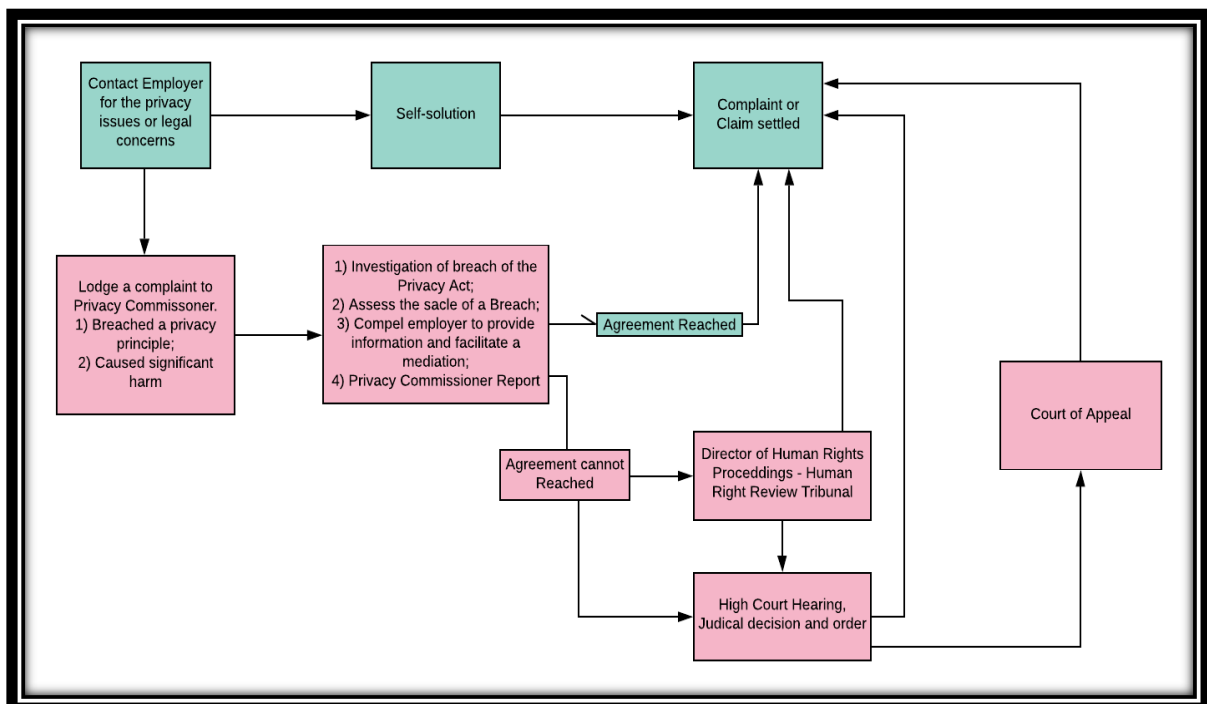 Contact Employer
for the privacy
issues or legal
concerns
Self-solution
Complaint or
Claim settled
Lodge a complaint to
Privacy Commissoner.
1) Breached a privacy
principle;
2) Caused significant
harm
1) Investigation of breach of the
Privacy Act;
2) Assess the sacle of a Breach;
3) Compel employer to provide
information and facilitate a
mediation;
4) Privacy Commissioner Report
Agreement Reached
Agreement cannot
Reached
Director of Human Rights
Proceddings - Human
Right Review Tribunal
High Court Hearing,
Judical decision and order
Court of Appeal